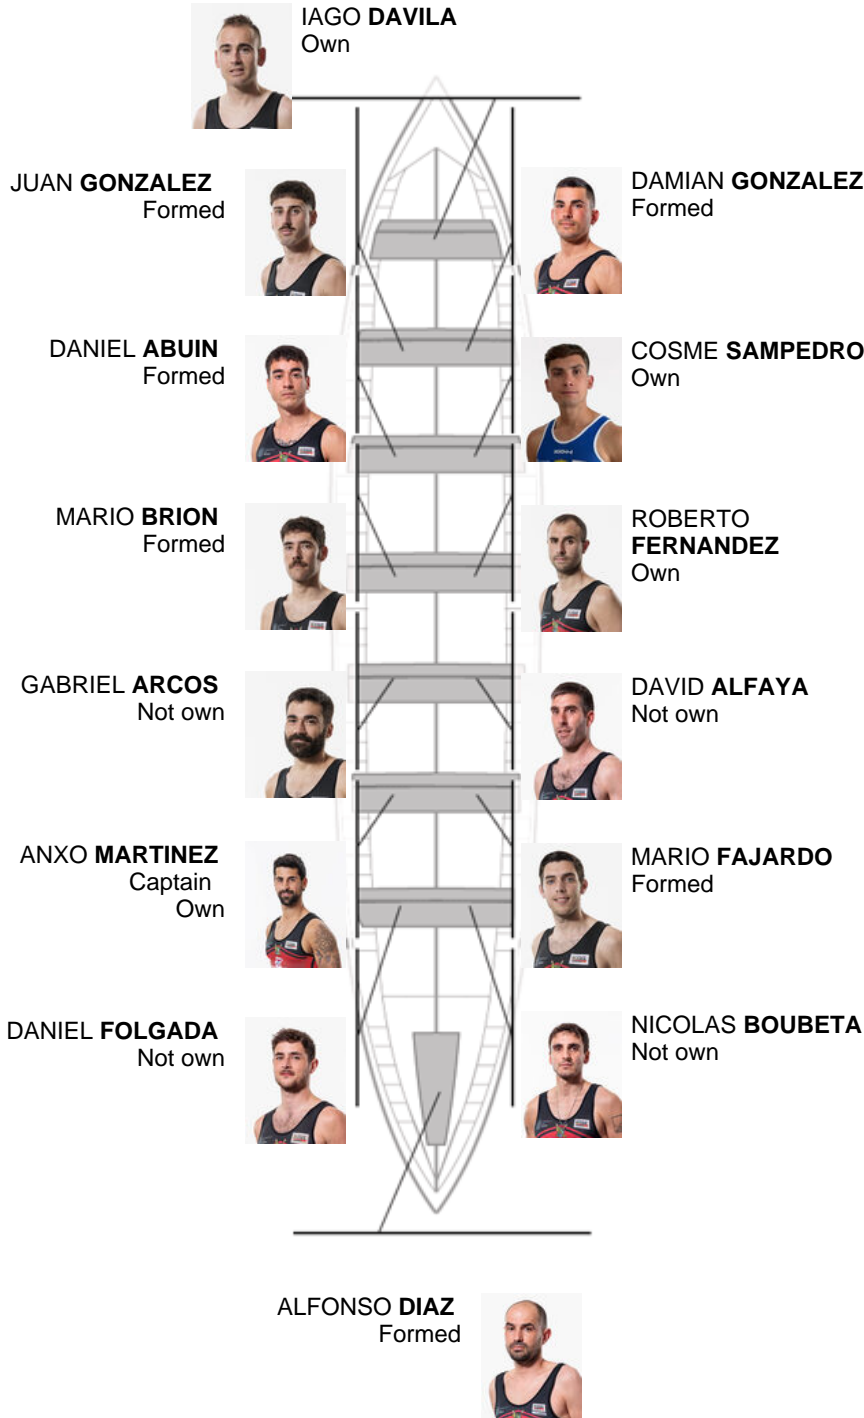 IAGO DAVILA
Own
JUAN GONZALEZ
Formed
DAMIAN GONZALEZ
Formed
DANIEL ABUIN
Formed
COSME SAMPEDRO
Own
MARIO BRION
Formed
ROBERTO
FERNANDEZ
Own
GABRIEL ARCOS
Not own
DAVID ALFAYA
Not own
ANXO MARTINEZ
Captain
Own
MARIO FAJARDO
Formed
DANIEL FOLGADA
Not own
NICOLAS BOUBETA
Not own
ALFONSO DIAZ
Formed